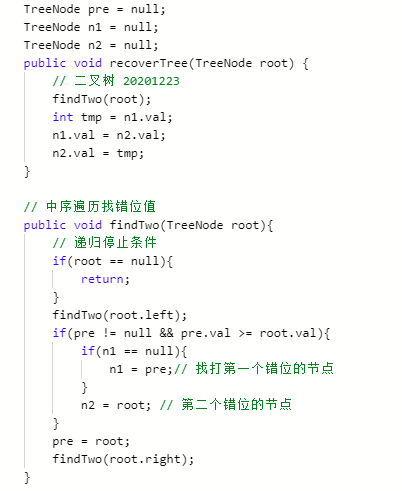 TreeNode pre = null;
TreeNode n1 = null;
TreeNode n2 = null;
public void recoverTree(TreeNode root) {
    // 二叉树 20201223
    findTwo(root);
    int tmp = n1.val;
    n1.val = n2.val;
    n2.val = tmp;
}

// 中序遍历找错位值
public void findTwo(TreeNode root){
    // 递归停止条件
    if(root == null){
        return;
    }
    findTwo(root.left);
    if(pre != null && pre.val >= root.val){
        if(n1 == null){
            n1 = pre;// 找打第一个错位的节点
        }
        n2 = root; // 第二个错位的节点
    }
    pre = root;
    findTwo(root.right);
}